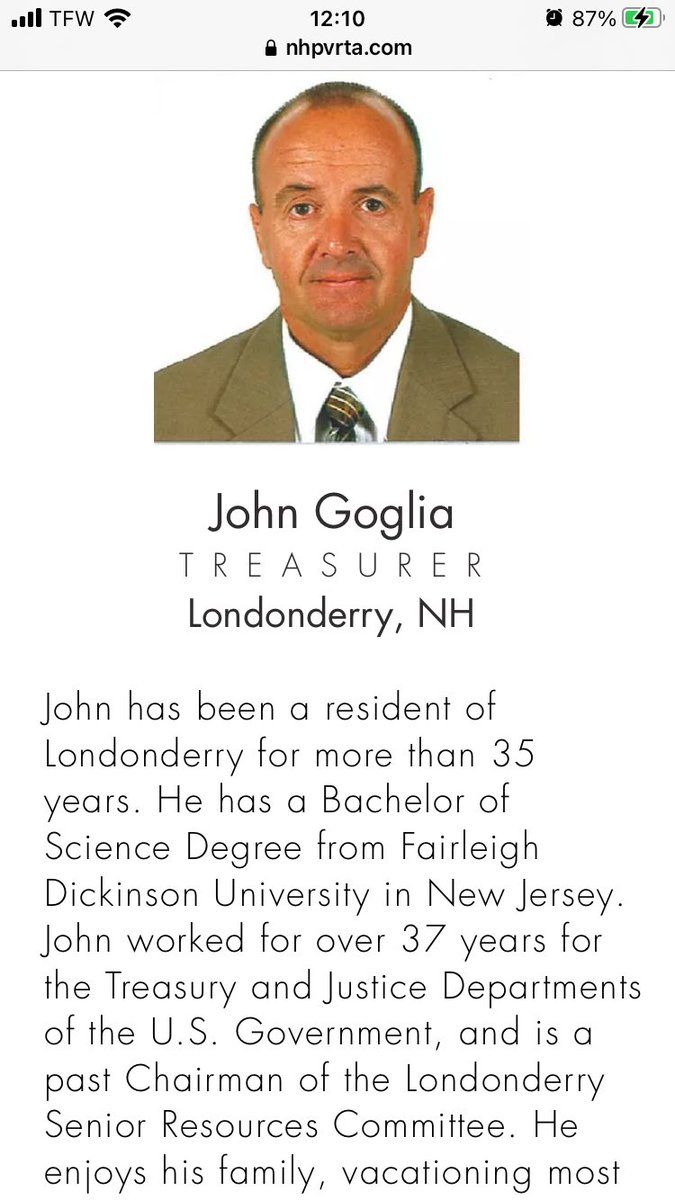 TFW 12:10 87%
nhpvrta.com
John Goglia
TREASURER
Londonderry, NH
John has been a resident of
Londonderry for more than 35
years. He has a Bachelor of
Science Degree from Fairleigh
Dickinson University in New Jersey.
John worked for over 37 years for
the Treasury and Justice Departments
of the U.S. Government, and is a
past Chairman of the Londonderry
Senior Resources Committee. He
enjoys his family, vacationing most